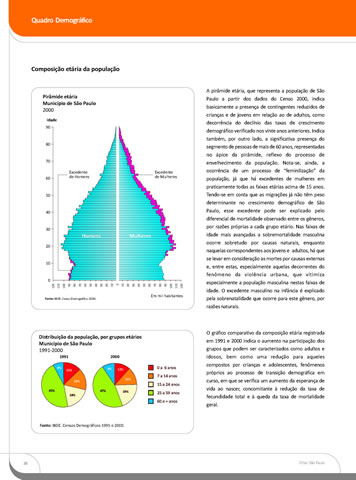 Quadro Demográfico
Composição etária da população
Pirâmide etária
Município de São Paulo
2000
idade
90
80
70
60
50
40
30
20
10
0
Excedente
de Homens
Excedente
de Mulheres
Homens
Mulheres
Em mil habitantes
Fonte: IBGE. Censo Demográfico 2000.
A pirâmide etária, que representa a população de São
Paulo a partir dos dados do Censo 2000, indica
basicamente a presença de contingentes reduzidos de
crianças e de jovens em relação ao de adultos, como
decorrência do declínio das taxas de crescimento
demográfico verificado nos vinte anos anteriores. Indica
também, por outro lado, a significativa presença do
segmento de pessoas de mais de 60 anos, representadas
no ápice da pirâmide, reflexo do processo de
envelhecimento da população. Nota-se, ainda, a
ocorrência de um processo de "feminilização" da
população, já que há excedentes de mulheres em
praticamente todas as faixas etárias acima de 15 anos.
Tendo-se em conta que as migrações já não têm peso
determinante no crescimento demográfico de São
Paulo, esse excedente pode ser explicado pelo
diferencial de mortalidade observado entre os gêneros,
por razões próprias a cada grupo etário. Nas faixas de
idade mais avançadas a sobremortalidade masculina
ocorre sobretudo por causas naturais, enquanto
naquelas correspondentes aos jovens e adultos, há que
se levar em consideração as mortes por causas externas
e, entre estas, especialmente aquelas decorrentes do
fenômeno da violência urbana, que vitimiza
especialmente a população masculina nestas faixas de
idade. O excedente masculino na infância é explicado
pela sobrenatalidade que ocorre para este gênero, por
razões naturais.
Distribuição da população, por grupos etários
Município de São Paulo
1991-2000
1991
2000
0 a 6 anos
7 a 14 anos
15 a 24 anos
25 a 59 anos
60 e + anos
Fonte: IBGE. Censos Demográficos 1991 e 2000.
O gráfico comparativo da composição etária registrada
em 1991 e 2000 indica o aumento na participação dos
grupos que podem ser caracterizados como adultos e
idosos, bem como uma redução para aqueles
compostos por crianças e adolescentes, fenômenos
próprios ao processo de transição demográfica em
curso, em que se verifica um aumento da esperança de
vida ao nascer, concomitante à redução da taxa de
fecundidade total e à queda da taxa de mortalidade
geral.